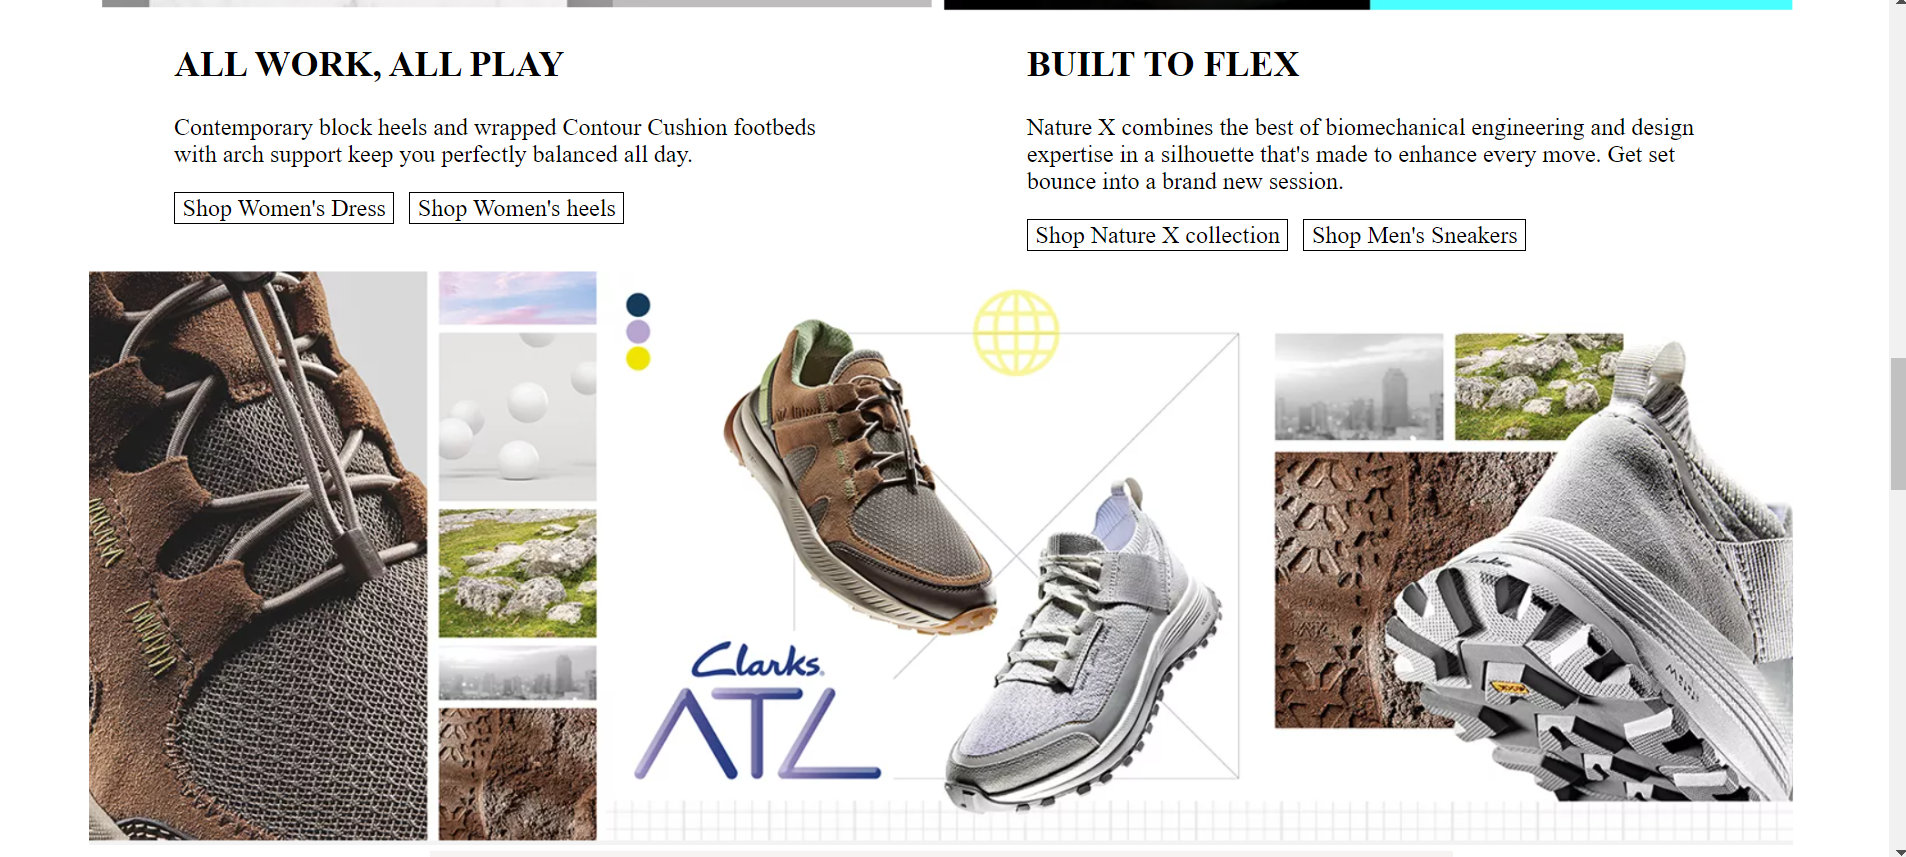 ALL WORK, ALL PLAY
Contemporary block heels and wrapped Contour Cushion footbeds
with arch support keep you perfectly balanced all day.
Shop Women's Dress
Shop Women's heels
BUILT TO FLEX
Nature X combines the best of biomechanical engineering and design
expertise in a silhouette that's made to enhance every move. Get set
bounce into a brand new session.
Shop Nature X collection
Shop Men's Sneakers
Clarks
ATL